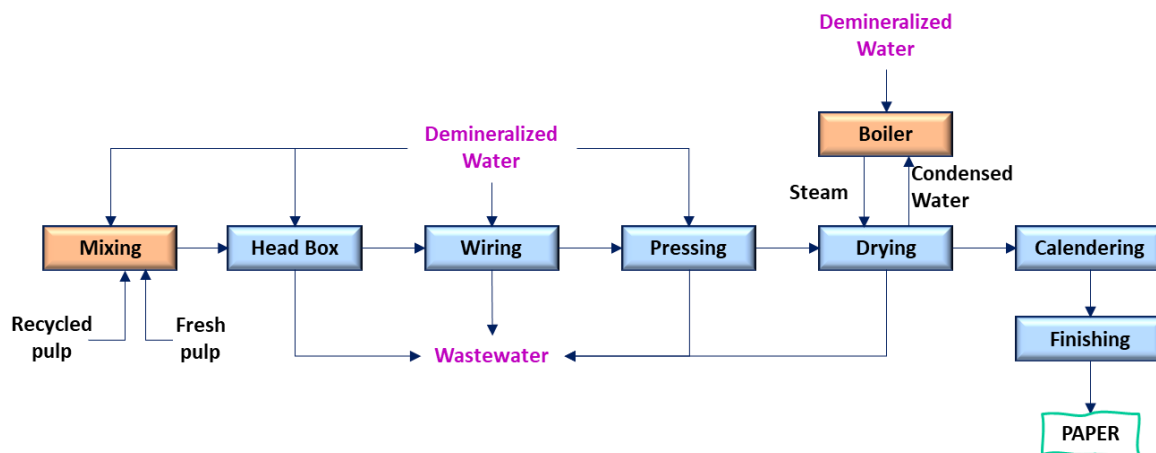 Demineralized
Water
Boiler
Demineralized
Water
Steam
Condensed
Water
Mixing
Head Box
Wiring
Pressing
Drying
Calendering
Recycled
pulp
Fresh
pulp
Wastewater
Finishing
PAPER